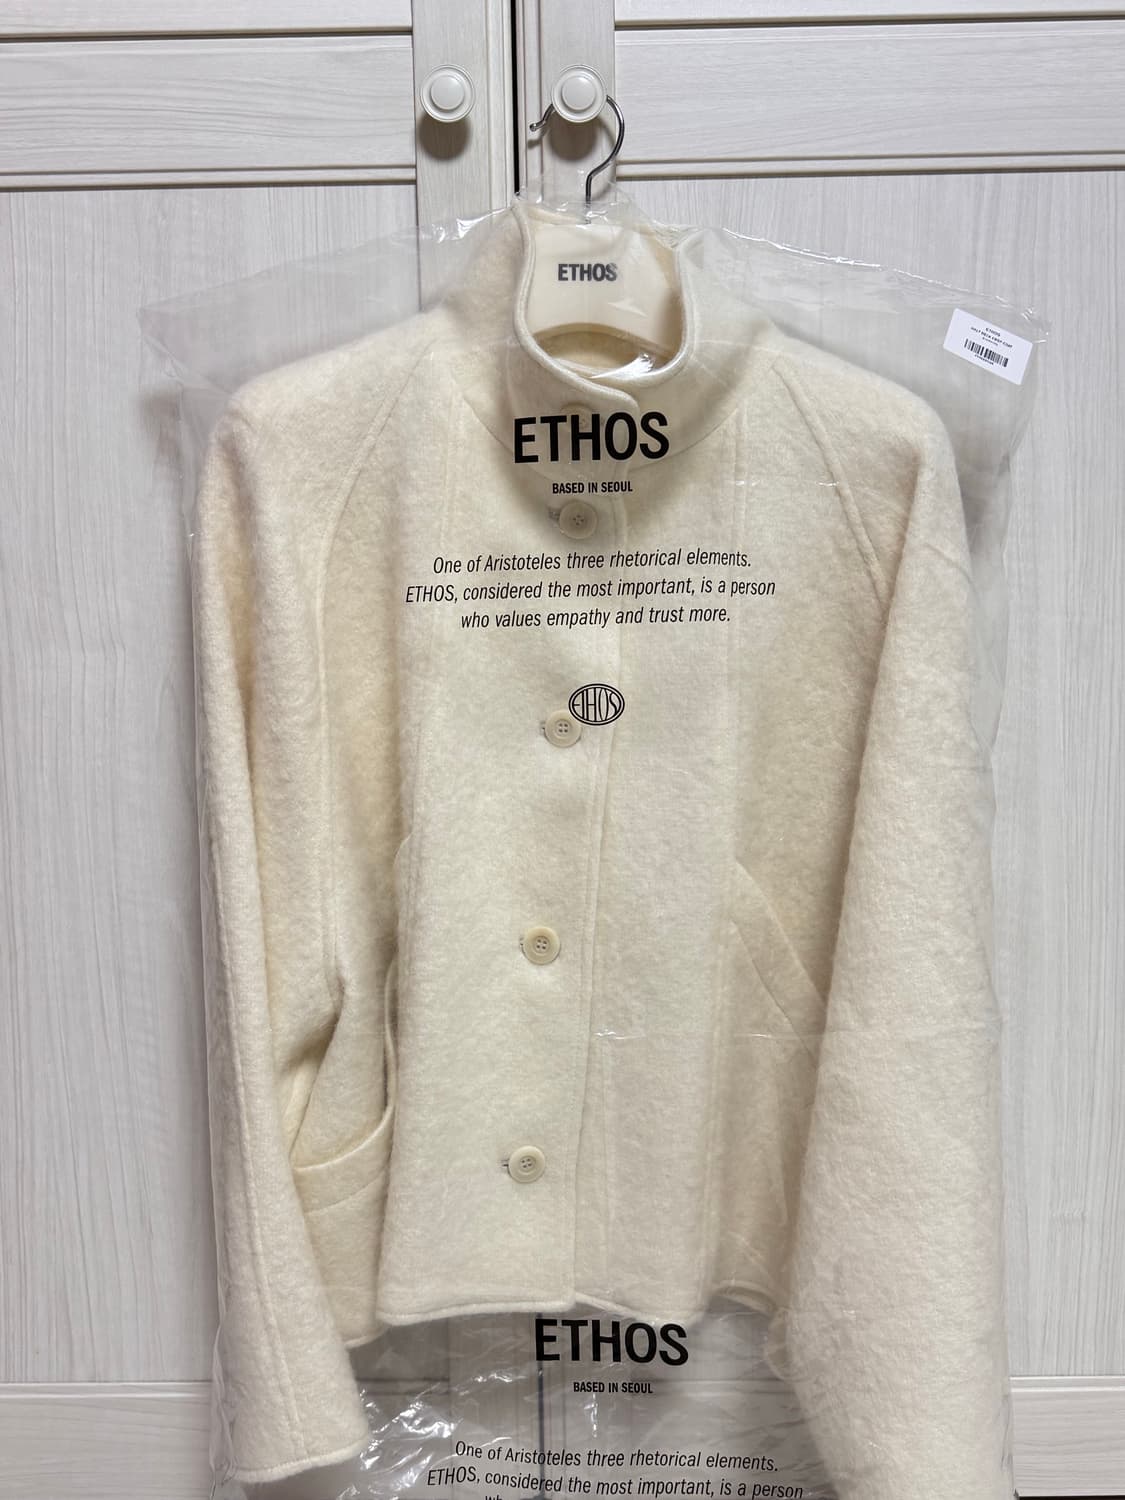 ETHOS
ETHOS
ETHOS
BASED IN SEOUL
One of Aristoteles three rhetorical elements.
ETHOS, considered the most important, is a person
who values empathy and trust more.
ETHOS
ETHOS
BASED IN SEOUL
One of Aristoteles three rhetorical elements.
ETHOS, considered the most important, is a person